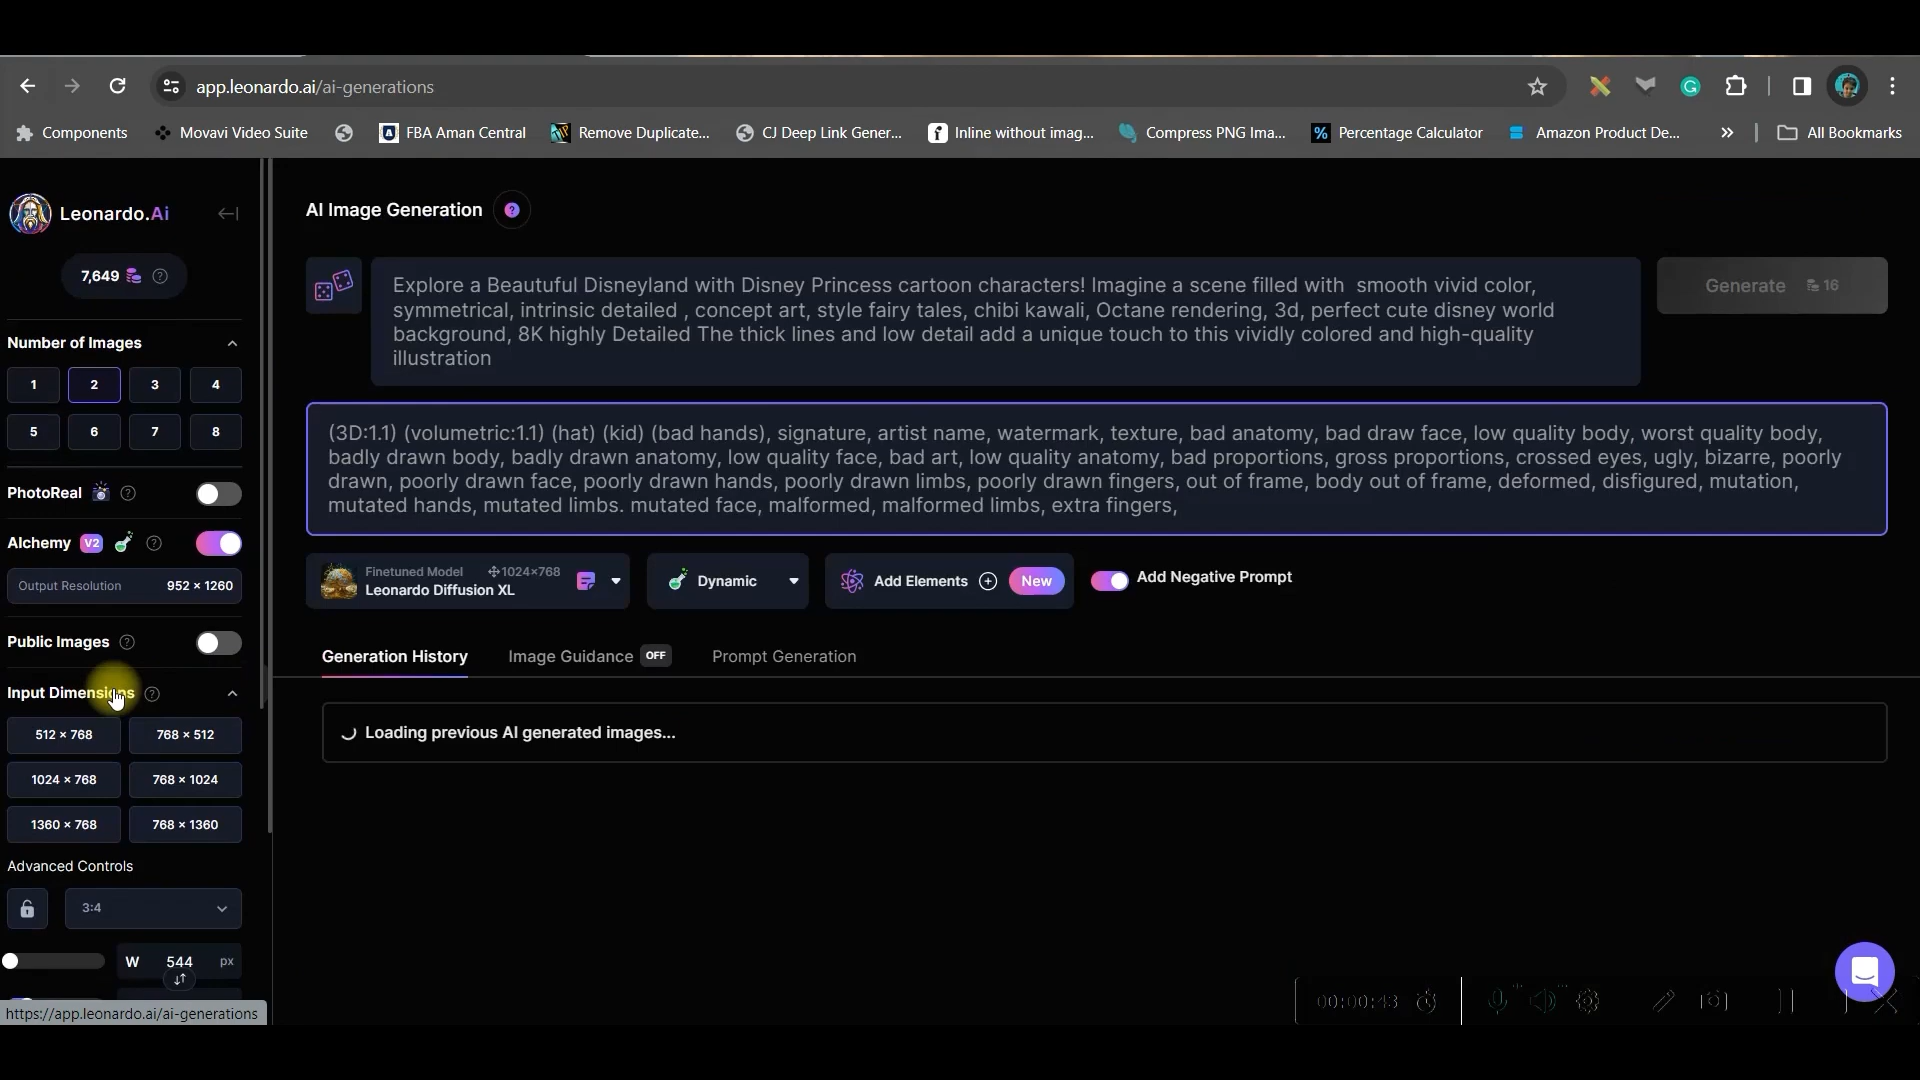 app.leonardo.ai/ai-generations
Components
Movavi Video Suite
FBA Aman Central
Remove Duplicate...
CJ Deep Link Gener...
Inline without imag...
Compress PNG Ima...
Percentage Calculator
Amazon Product De...
All Bookmarks
Leonardo.Ai
7,649
Number of Images
1 2 3 4
5 6 7 8
PhotoReal
Alchemy V2
Output Resolution 952 × 1260
Public Images
Input Dimensions
512 × 768 768 × 512
1024 × 768 768 × 1024
1360 × 768 768 × 1360
Advanced Controls
3:4
W 544 px
https://app.leonardo.ai/ai-generations
AI Image Generation
Explore a Beautuful Disneyland with Disney Princess cartoon characters! Imagine a scene filled with  smooth vivid color,
symmetrical, intrinsic detailed , concept art, style fairy tales, chibi kawali, Octane rendering, 3d, perfect cute disney world
background, 8K highly Detailed The thick lines and low detail add a unique touch to this vividly colored and high-quality
illustration
Generate 16
(3D:1.1) (volumetric:1.1) (hat) (kid) (bad hands), signature, artist name, watermark, texture, bad anatomy, bad draw face, low quality body, worst quality body,
badly drawn body, badly drawn anatomy, low quality face, bad art, low quality anatomy, bad proportions, gross proportions, crossed eyes, ugly, bizarre, poorly
drawn, poorly drawn face, poorly drawn hands, poorly drawn limbs, poorly drawn fingers, out of frame, body out of frame, deformed, disfigured, mutation,
mutated hands, mutated limbs. mutated face, malformed, malformed limbs, extra fingers,
Finetuned Model 1024×768
Leonardo Diffusion XL
Dynamic
Add Elements New
Add Negative Prompt
Generation History
Image Guidance OFF
Prompt Generation
Loading previous AI generated images...
00:00:43